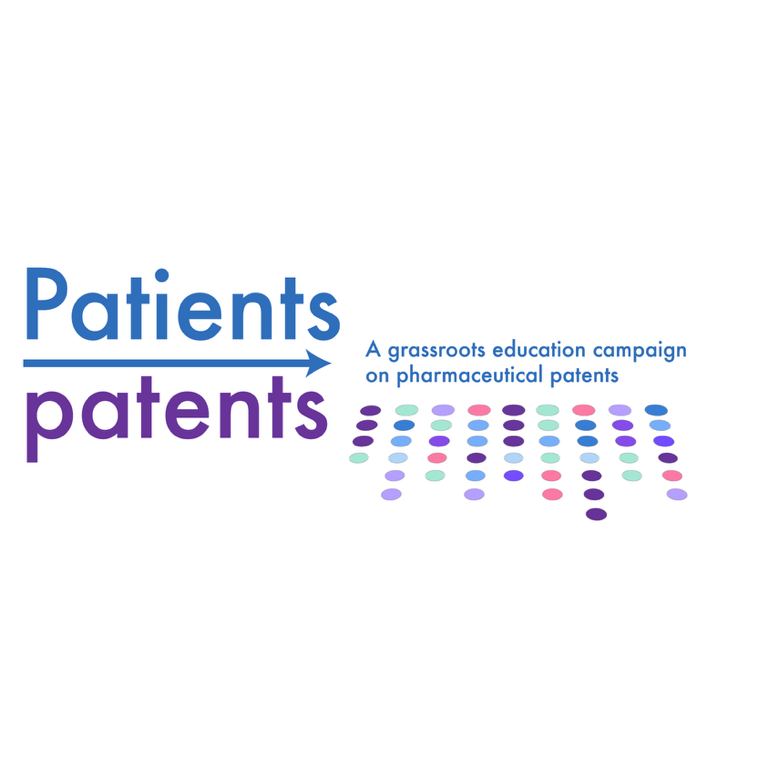 Patients
patents
A grassroots education campaign
on pharmaceutical patents